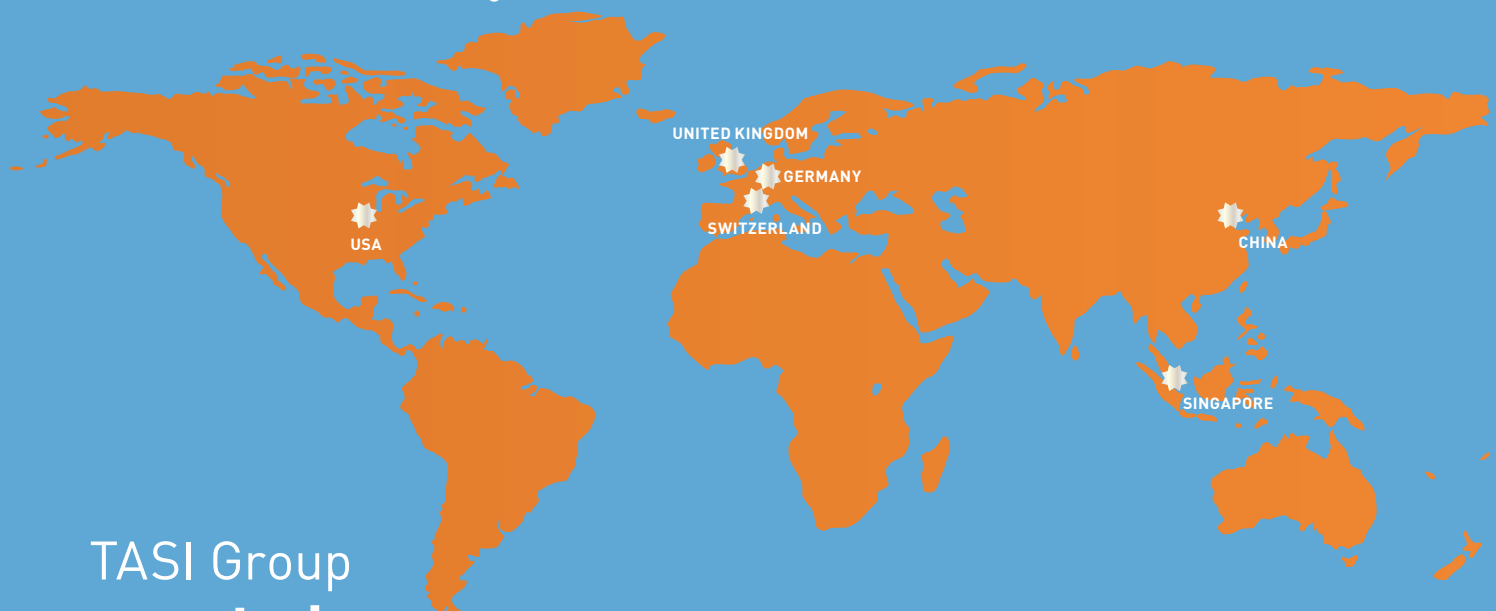 UNITED KINGDOM
GERMANY
SWITZERLAND
USA
CHINA
SINGAPORE
TASI Group